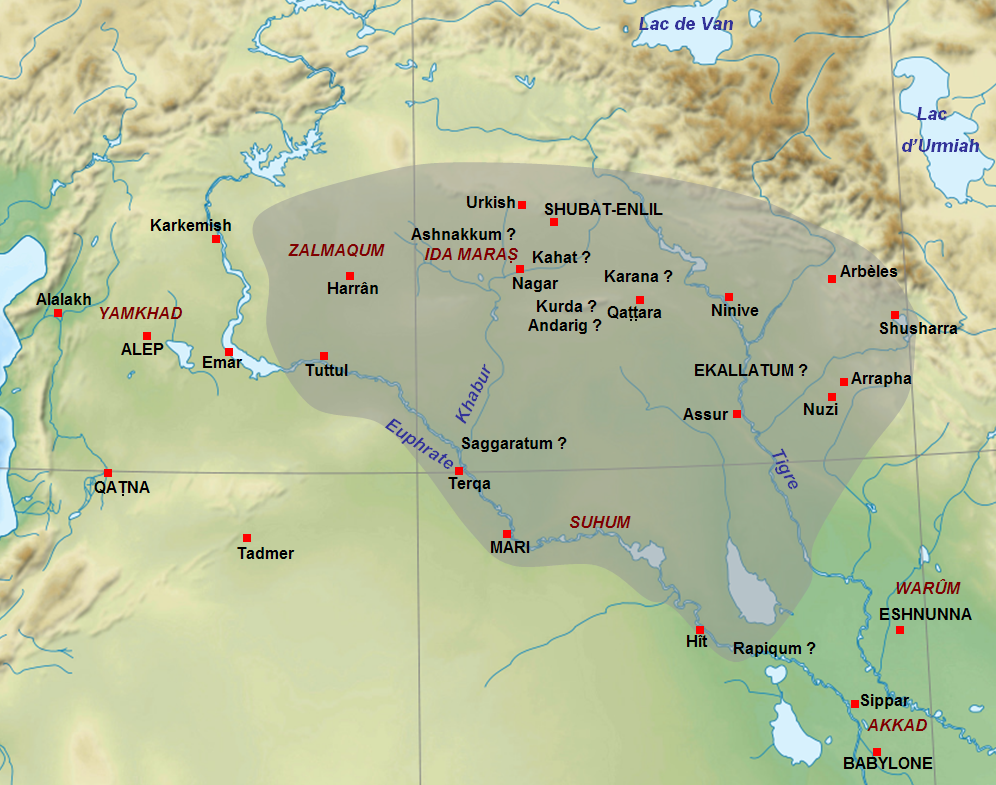 Lac de Van
Lac
d'Urmiah
Urkish
SHUBAT-ENLIL
Karkemish
Ashnakkum ?
ZALMAQUM
IDA MARAṢ
Kahat ?
Arbèles
Karana ?
Harrân
Nagar
Alalakh
YAMKHAD
Kurda ?
Qaṭṭara
Ninive
Andarig ?
Shusharra
ALEP
Emar
Tuttul
EKALLATUM ?
Arrapha
Khabur
Nuzi
Assur
Euphrate
Saggaratum ?
Tigre
Terqa
QAṬNA
SUHUM
MARI
Tadmer
WARÛM
ESHNUNNA
Hît
Rapiqum ?
Sippar
AKKAD
BABYLONE